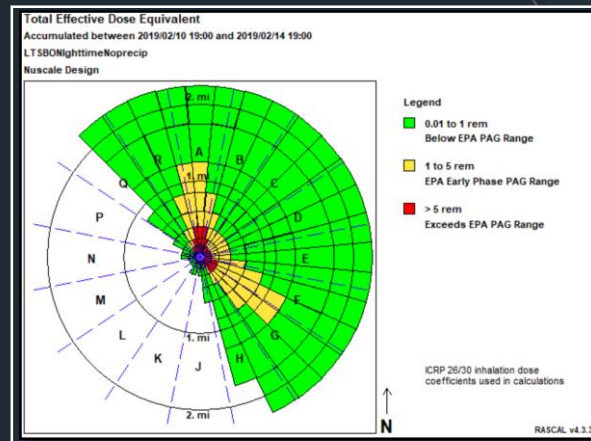 Total Effective Dose Equivalent
Accumulated between 2019/02/10 19:00 and 2019/02/14 19:00
LTSBONIghttimeNoprecip
Nuscale Design
2. mi
A
R
B
1. mi
Q
C
P
D
N
E
M
F
L
G
K
J
H
1. mi
2. mi
Legend
0.01 to 1 rem
Below EPA PAG Range
1 to 5 rem
EPA Early Phase PAG Range
> 5 rem
Exceeds EPA PAG Range
ICRP 26/30 inhalation dose
coefficients used in calculations
N
RASCAL v4.3.3